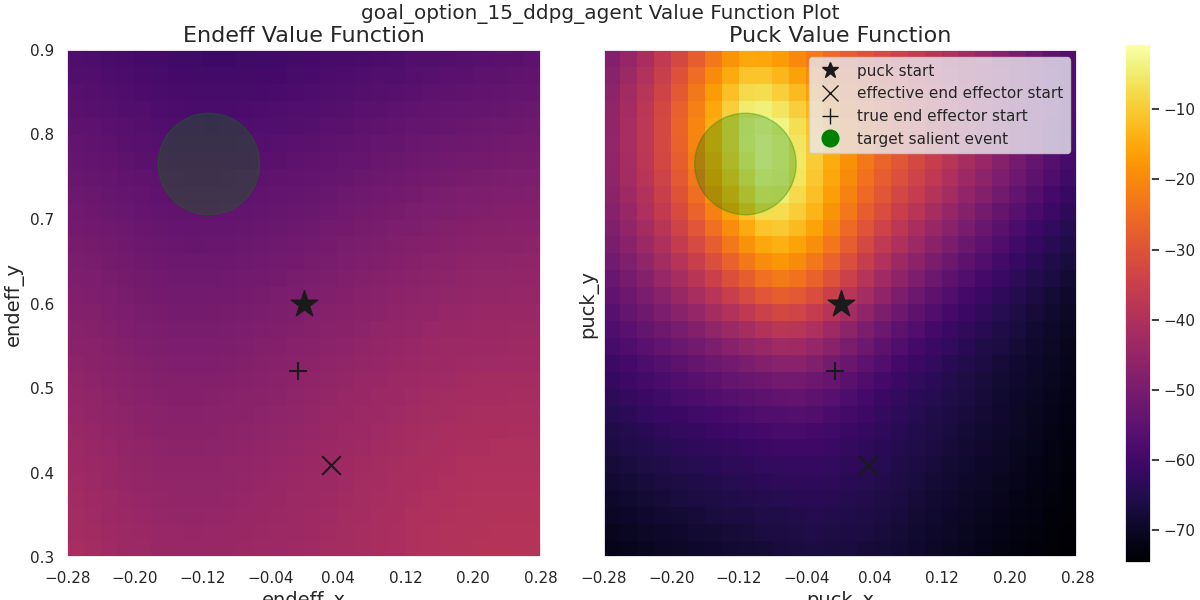 goal_option_15_ddpg_agent Value Function Plot
Endeff Value Function
Puck Value Function
puck start
effective end effector start
true end effector start
target salient event
endeff_y
0.9
0.8
0.7
0.6
0.5
0.4
0.3
−0.28 −0.20 −0.12 −0.04 0.04 0.12 0.20 0.28
endeff_x
puck_y
−0.28 −0.20 −0.12 −0.04 0.04 0.12 0.20 0.28
puck_x
−10
−20
−30
−40
−50
−60
−70